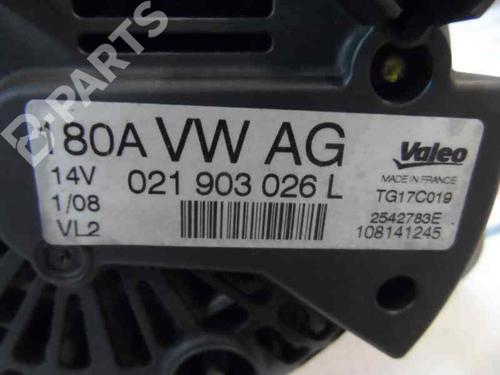 B-PARTS
180A VW AG
14V 021 903 026 L
1/08
VL2
Valeo
MADE IN FRANCE
TG17C019
2542783E
108141245